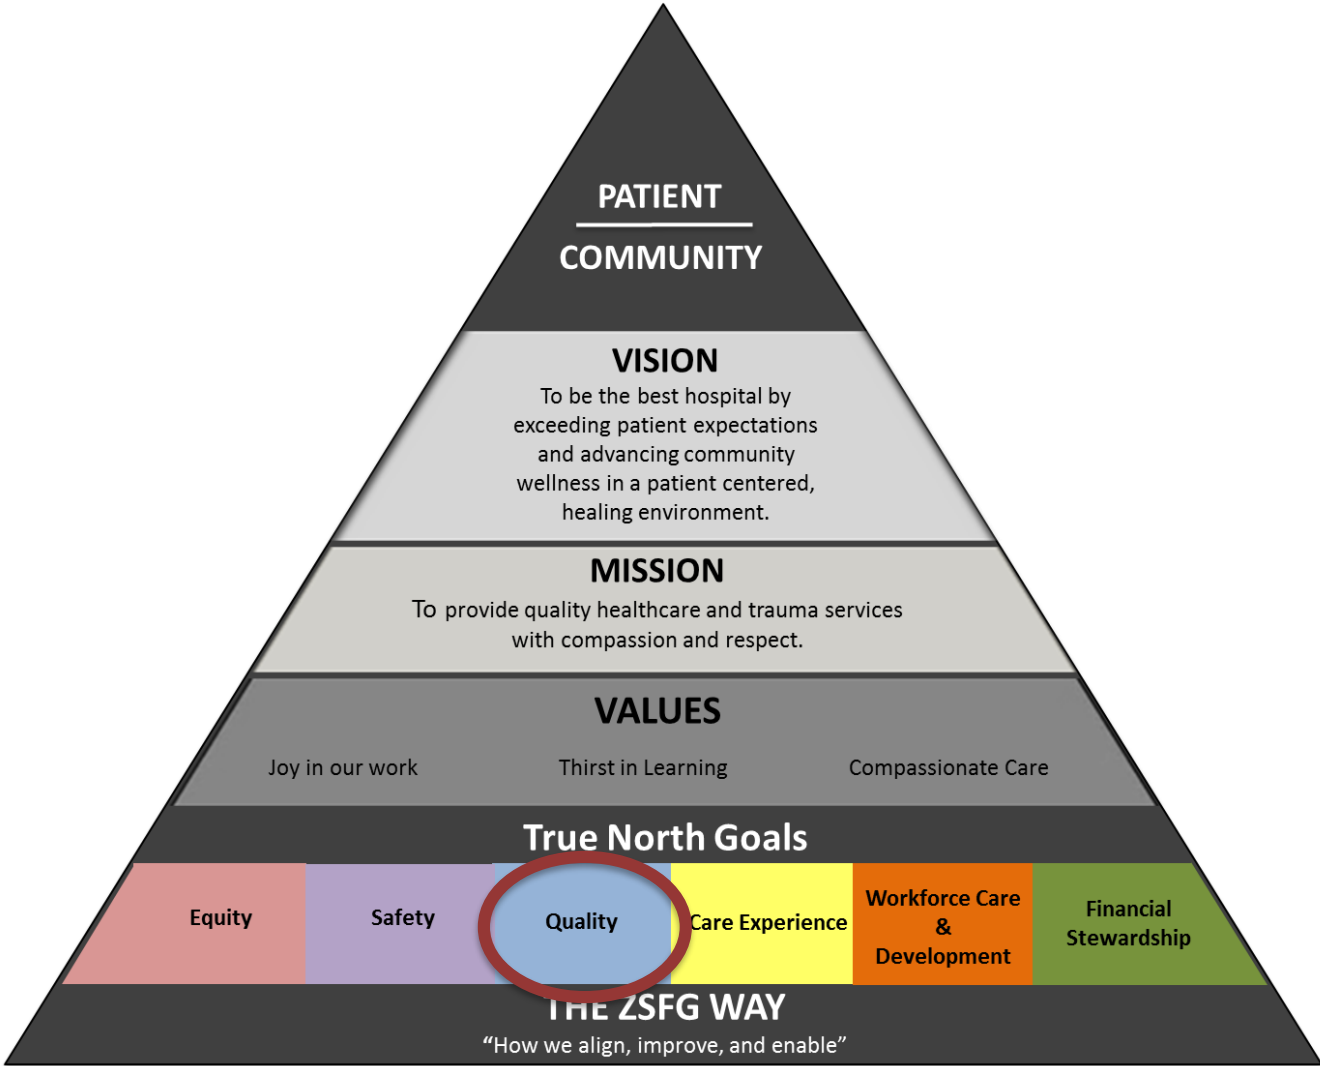 PATIENT
COMMUNITY
VISION
To be the best hospital by
exceeding patient expectations
and advancing community
wellness in a patient centered,
healing environment.
MISSION
To provide quality healthcare and trauma services
with compassion and respect.
VALUES
Joy in our work Thirst in Learning Compassionate Care
True North Goals
Equity
Safety
Quality
Care Experience
Workforce Care
&
Development
Financial
Stewardship
THE ZSFG WAY
“How we align, improve, and enable”